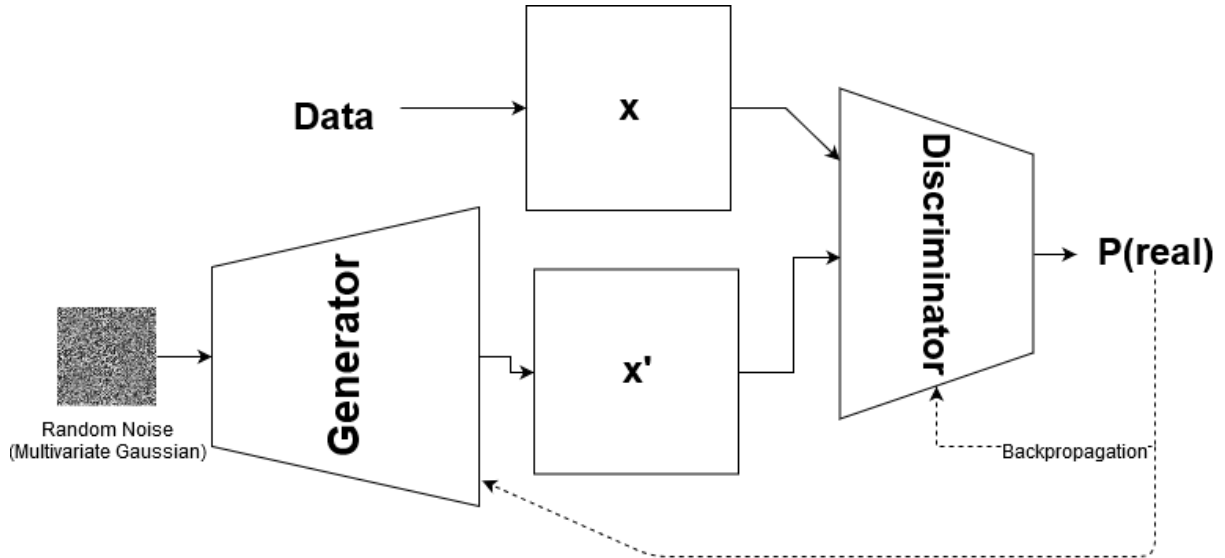 Data
x
Discriminator
P(real)
Generator
x'
Random Noise
(Multivariate Gaussian)
Backpropagation